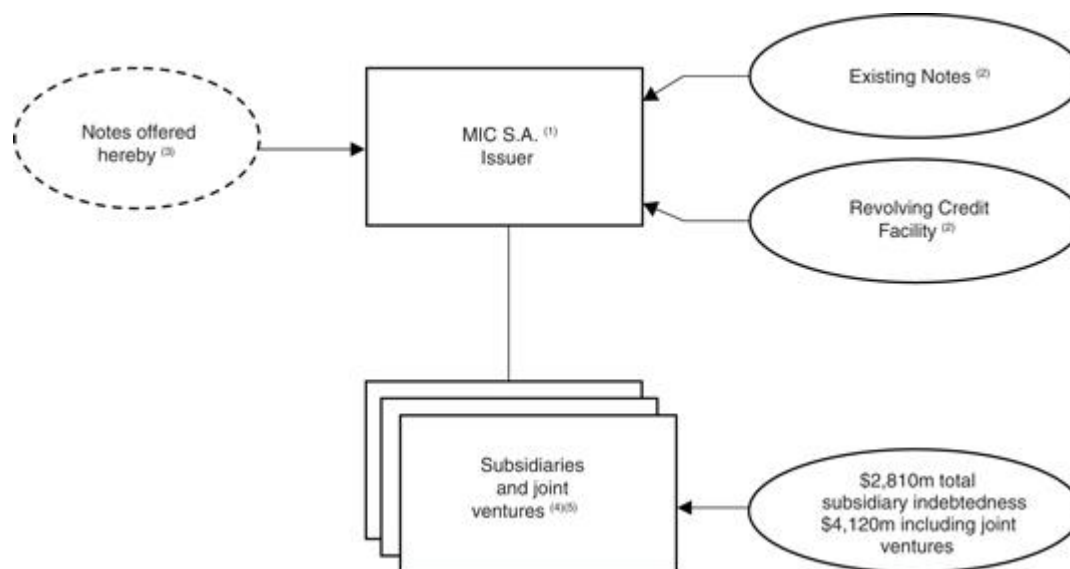 Existing Notes (2)
Notes offered
hereby (3)
MIC S.A. (1)
Issuer
Revolving Credit
Facility (2)
Subsidiaries
and joint
ventures (4)(5)
$2,810m total
subsidiary indebtedness
$4,120m including joint
ventures